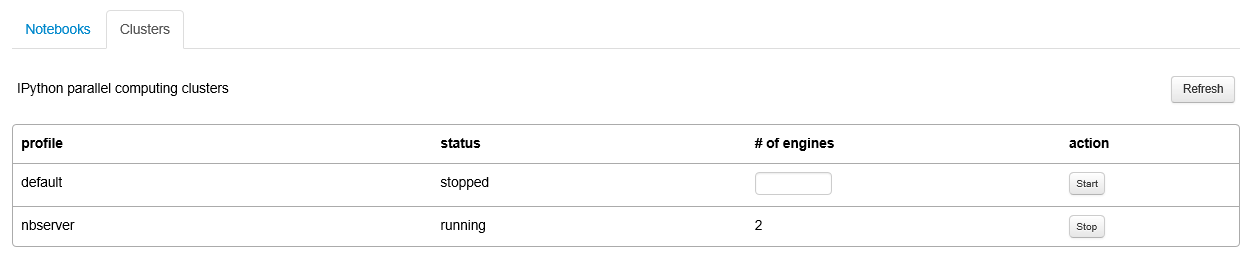 Notebooks Clusters
IPython parallel computing clusters Refresh
profile status # of engines action
default stopped Start
nbserver running 2 Stop